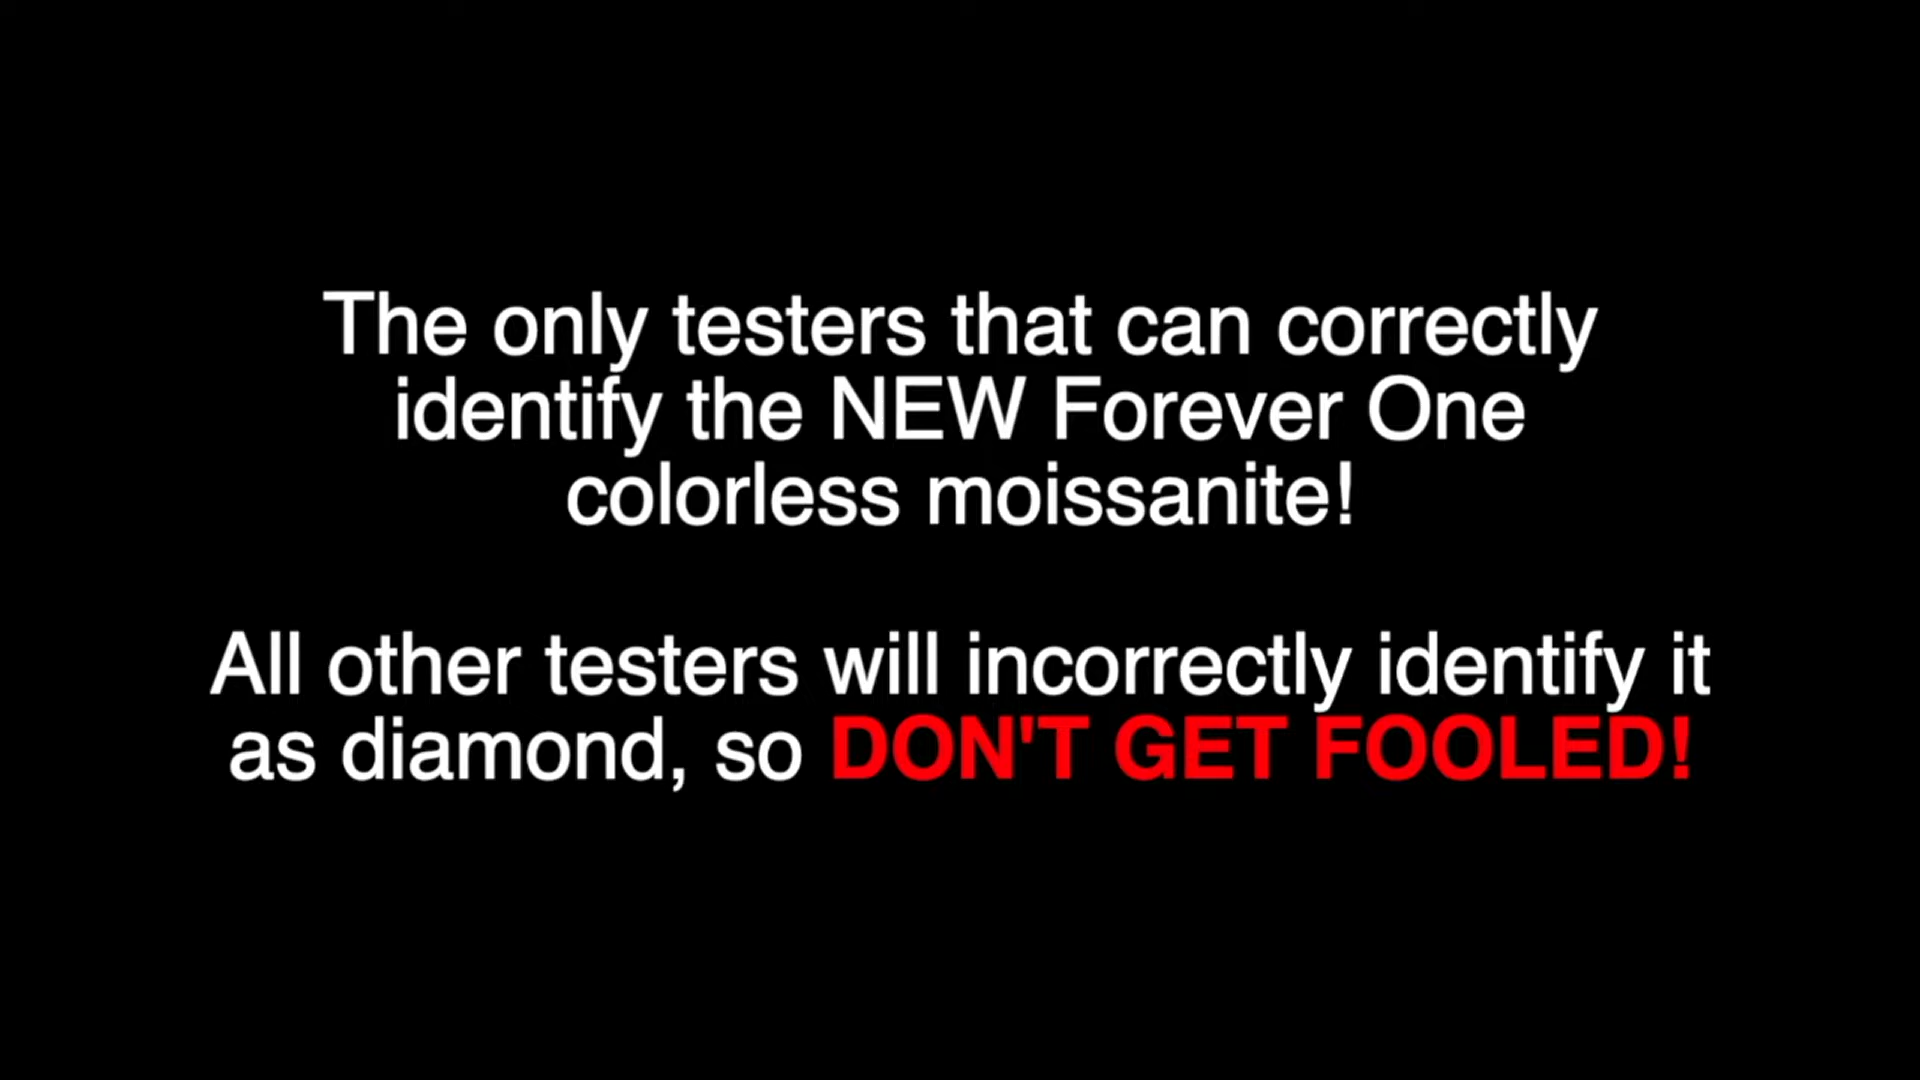 The only testers that can correctly
identify the NEW Forever One
colorless moissanite!
All other testers will incorrectly identify it
as diamond, so DON'T GET FOOLED!